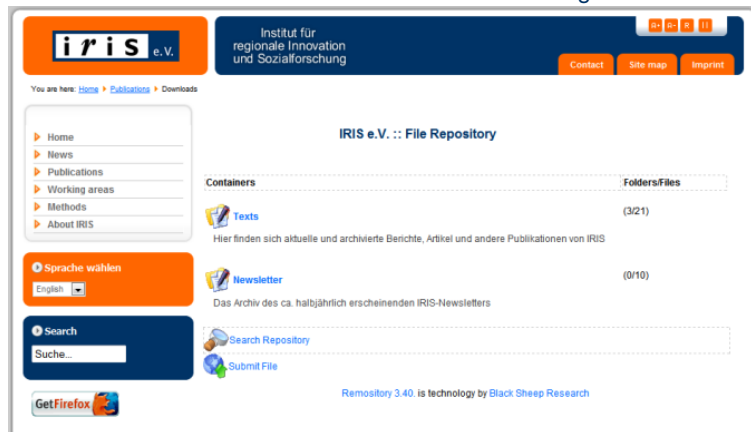 iris e.V.
Institut für
regionale Innovation
und Sozialforschung
A+ A- R | |
Contact Site map Imprint
You are here: Home Publications Downloads
Home
News
Publications
Working areas
Methods
About IRIS
IRIS e.V. :: File Repository
Containers Folders/Files
Texts (3/21)
Hier finden sich aktuelle und archivierte Berichte, Artikel und andere Publikationen von IRIS
Newsletter (0/10)
Das Archiv des ca. halbjährlich erscheinenden IRIS-Newsletters
Search Repository
Submit File
Remository 3.40. is technology by Black Sheep Research
Sprache wählen
English
Search
Suche...
GetFirefox